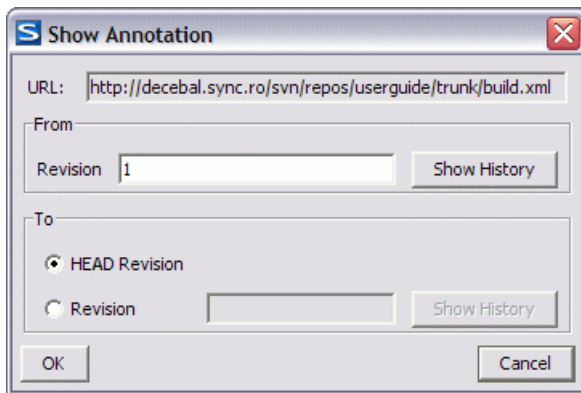 S Show Annotation
URL: http://decebal.sync.ro/svn/repos/userguide/trunk/build.xml
From
Revision 1 Show History
To
HEAD Revision
Revision Show History
OK Cancel